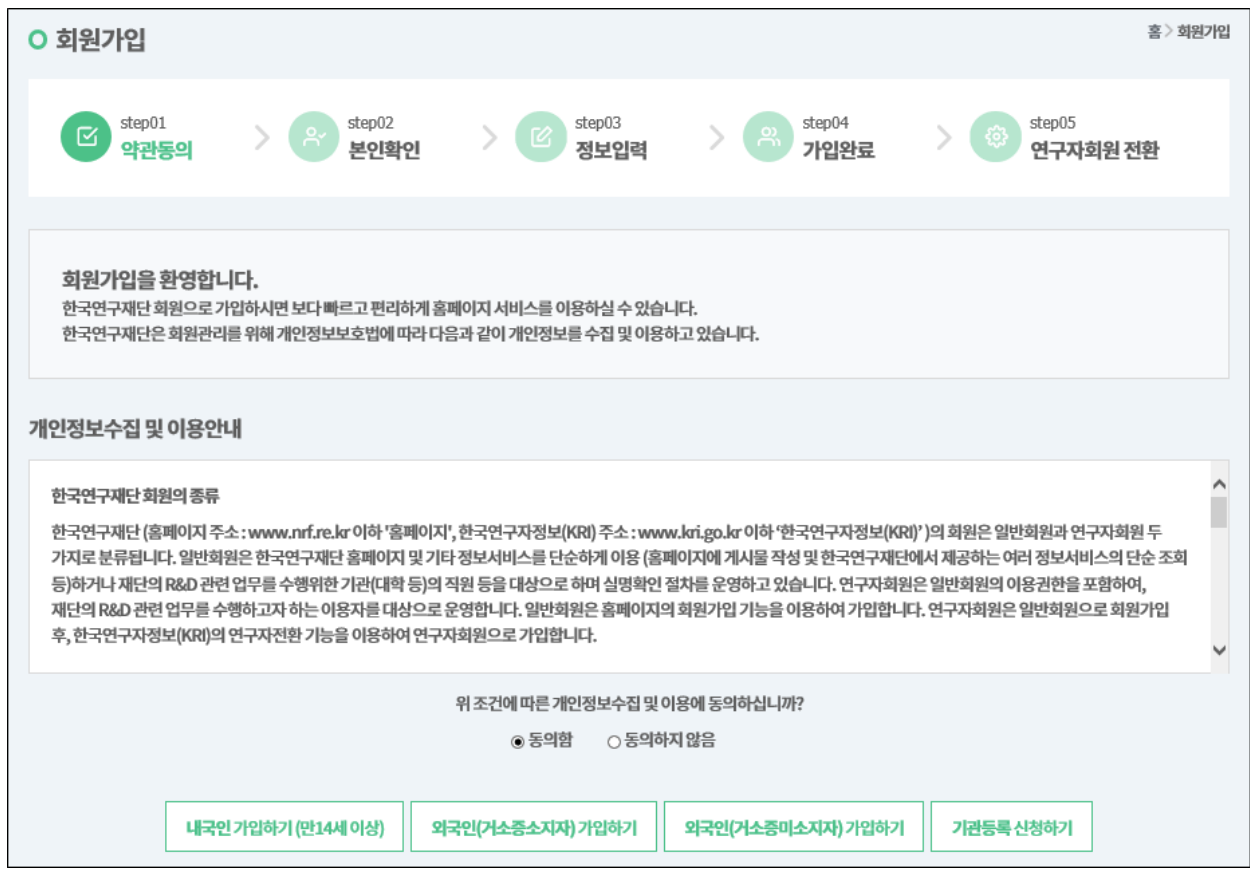 회원가입
홈 > 회원가입
step01
약관동의
step02
본인확인
step03
정보입력
step04
가입완료
step05
연구자회원 전환
회원가입을 환영합니다.
한국연구재단 회원으로 가입하시면 보다 빠르고 편리하게 홈페이지 서비스를 이용하실 수 있습니다.
한국연구재단은 회원관리를 위해 개인정보보호법에 따라 다음과 같이 개인정보를 수집 및 이용하고 있습니다.
개인정보수집 및 이용안내
한국연구재단 회원의 종류
한국연구재단 (홈페이지 주소 : www.nrf.re.kr 이하 '홈페이지', 한국연구자정보(KRI) 주소 : www.kri.go.kr 이하 ‘한국연구자정보(KRI)’ )의 회원은 일반회원과 연구자회원 두
가지로 분류됩니다. 일반회원은 한국연구재단 홈페이지 및 기타 정보서비스를 단순하게 이용 (홈페이지에 게시물 작성 및 한국연구재단에서 제공하는 여러 정보서비스의 단순 조회
등)하거나 재단의 R&D 관련 업무를 수행위한 기관(대학 등)의 직원 등을 대상으로 하며 실명확인 절차를 운영하고 있습니다. 연구자회원은 일반회원의 이용권한을 포함하여,
재단의 R&D 관련 업무를 수행하고자 하는 이용자를 대상으로 운영합니다. 일반회원은 홈페이지의 회원가입 기능을 이용하여 가입합니다. 연구자회원은 일반회원으로 회원가입
후, 한국연구자정보(KRI)의 연구자전환 기능을 이용하여 연구자회원으로 가입합니다.
위 조건에 따른 개인정보수집 및 이용에 동의하십니까?
동의함 동의하지 않음
내국인 가입하기 (만14세 이상) 외국인(거소증소지자) 가입하기 외국인(거소증미소지자) 가입하기 기관등록 신청하기